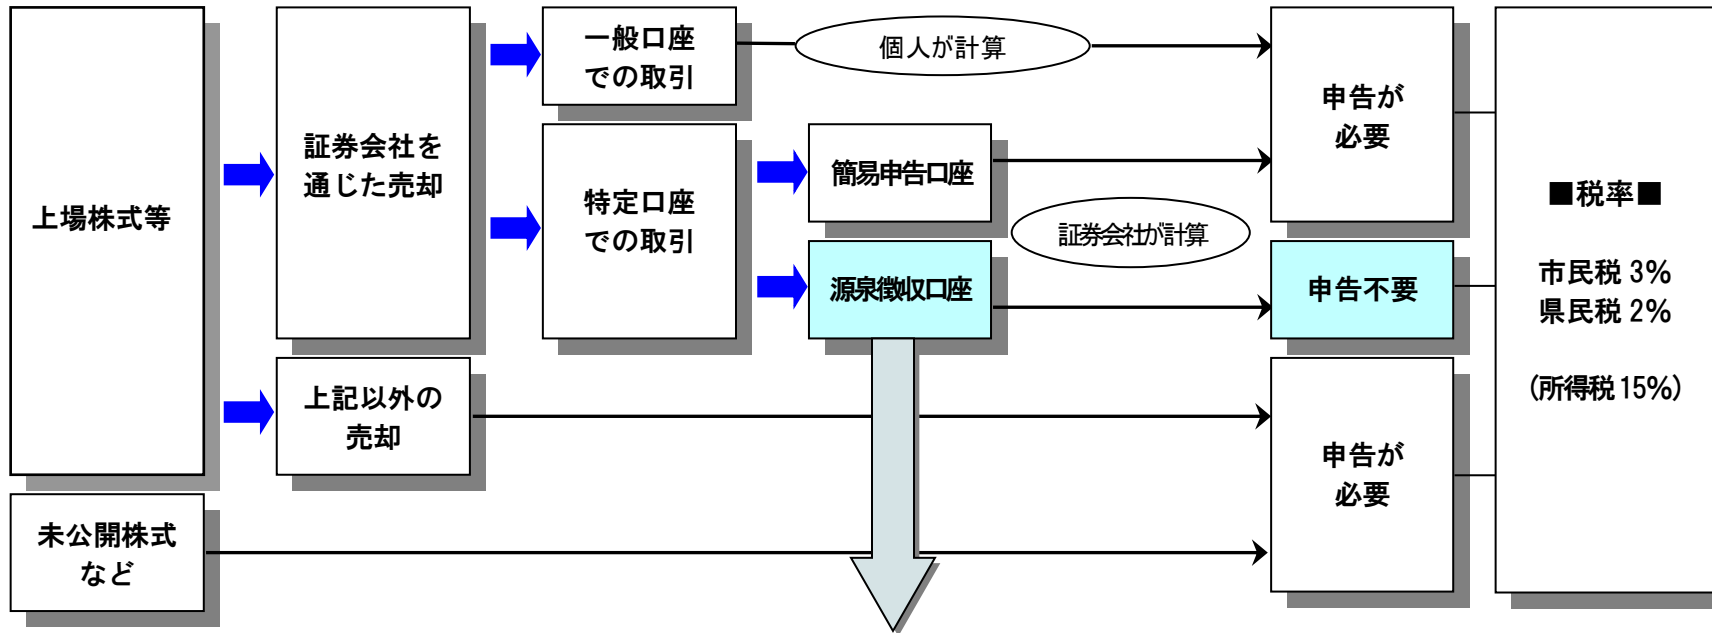 上場株式等
証券会社を
通じた売却
一般口座
での取引
個人が計算
申告が
必要
特定口座
での取引
簡易申告口座
証券会社が計算
源泉徴収口座
申告不要
上記以外の
売却
申告が
必要
未公開株式
など
■税率■
市民税 3%
県民税 2%
(所得税 15%)